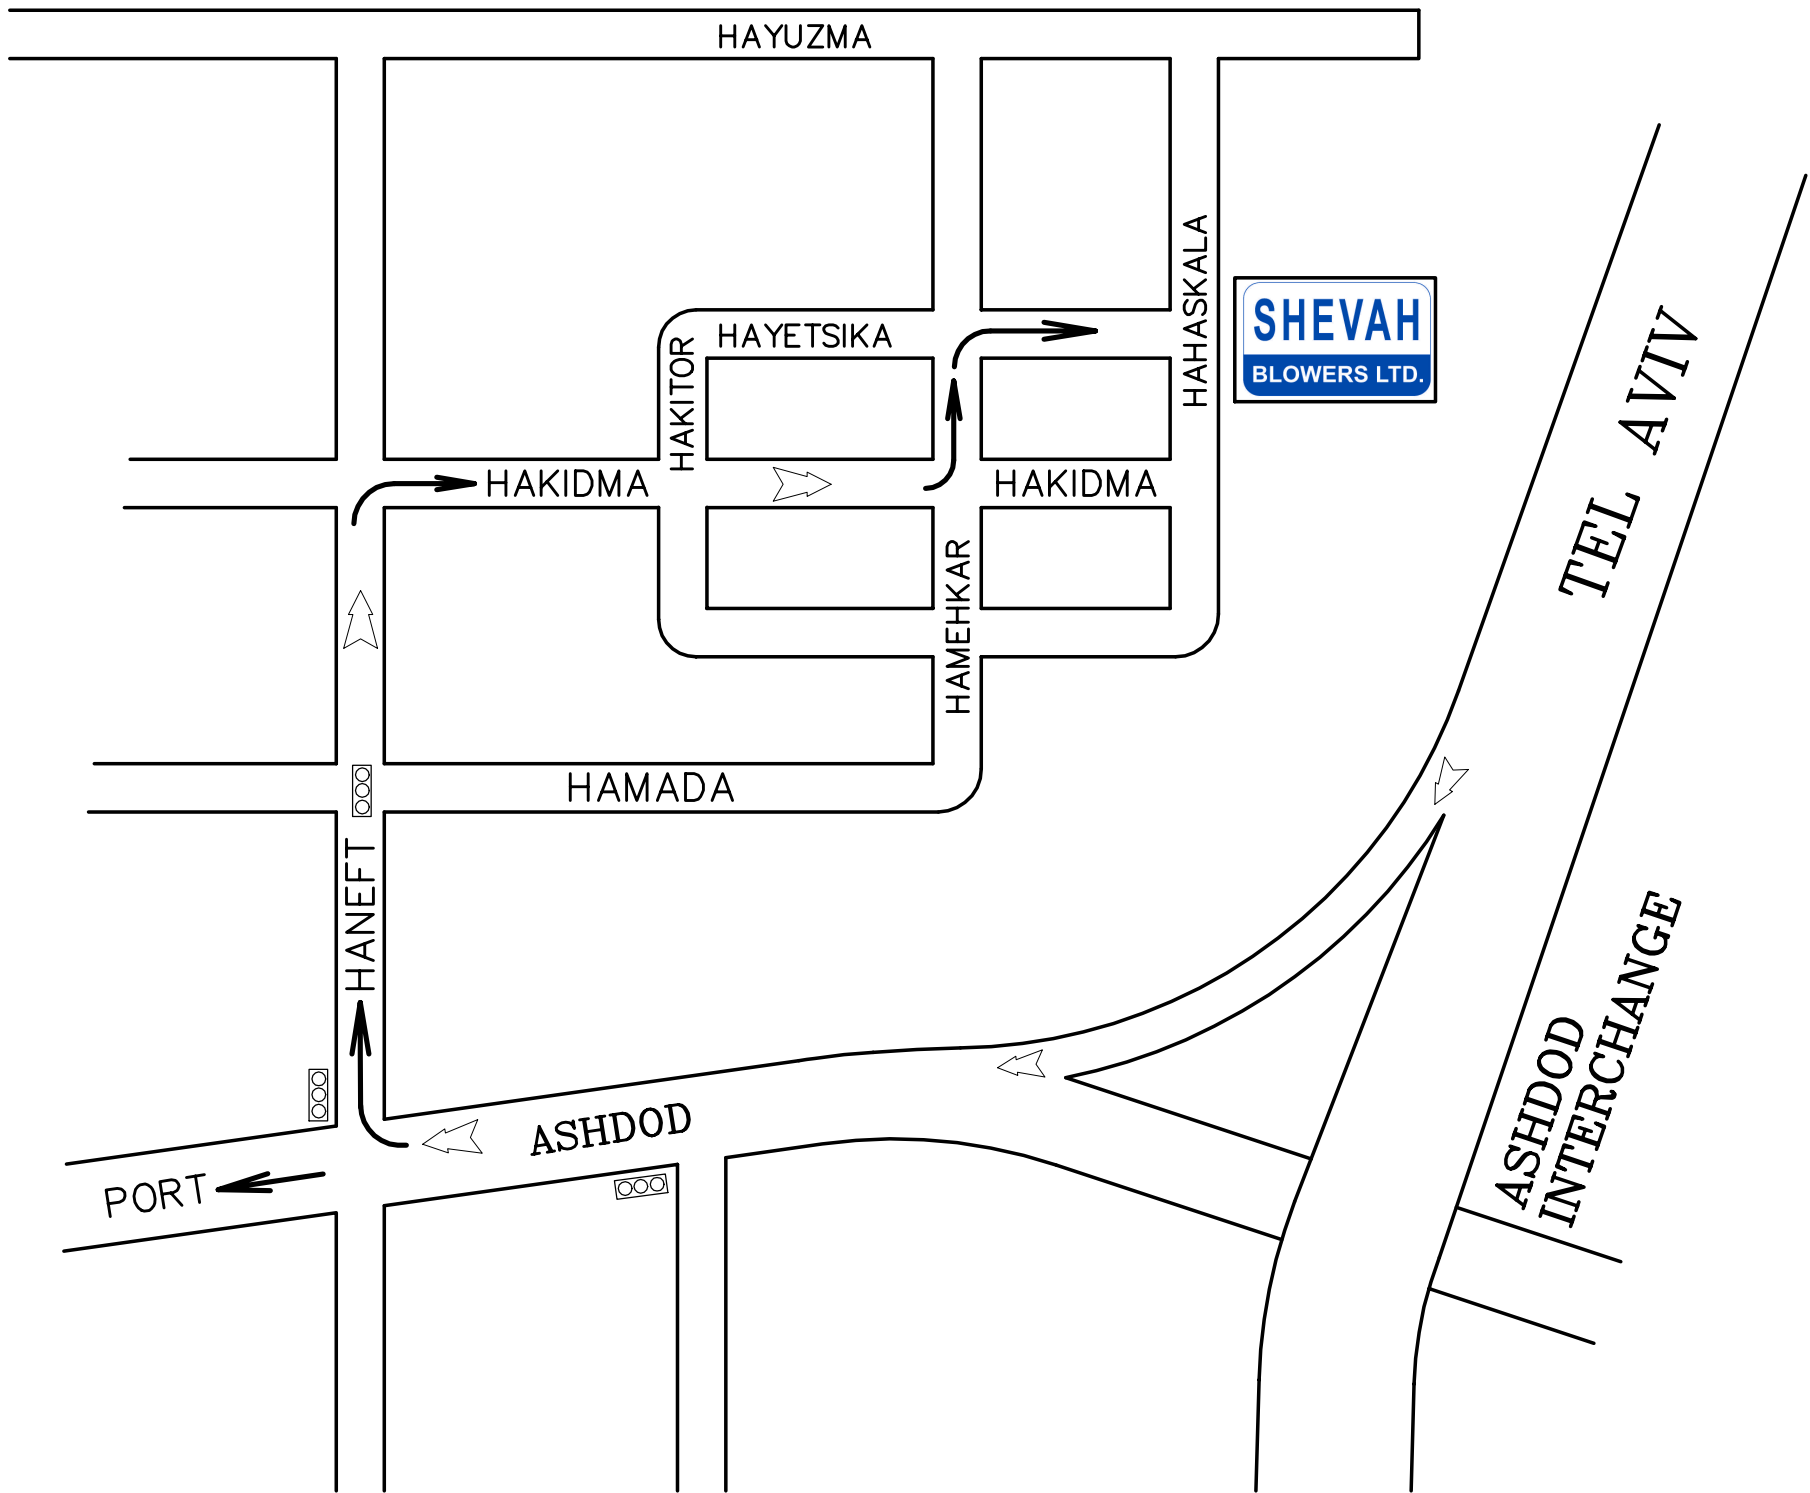 HAYUZMA
HAHASKALA
SHEVAH
BLOWERS LTD.
HAYETSIKA
HAKITOR
TEL AVIV
HAKIDMA
HAKIDMA
HAMEHKAR
HAMADA
HANEFT
ASHDOD
INTERCHANGE
ASHDOD
PORT